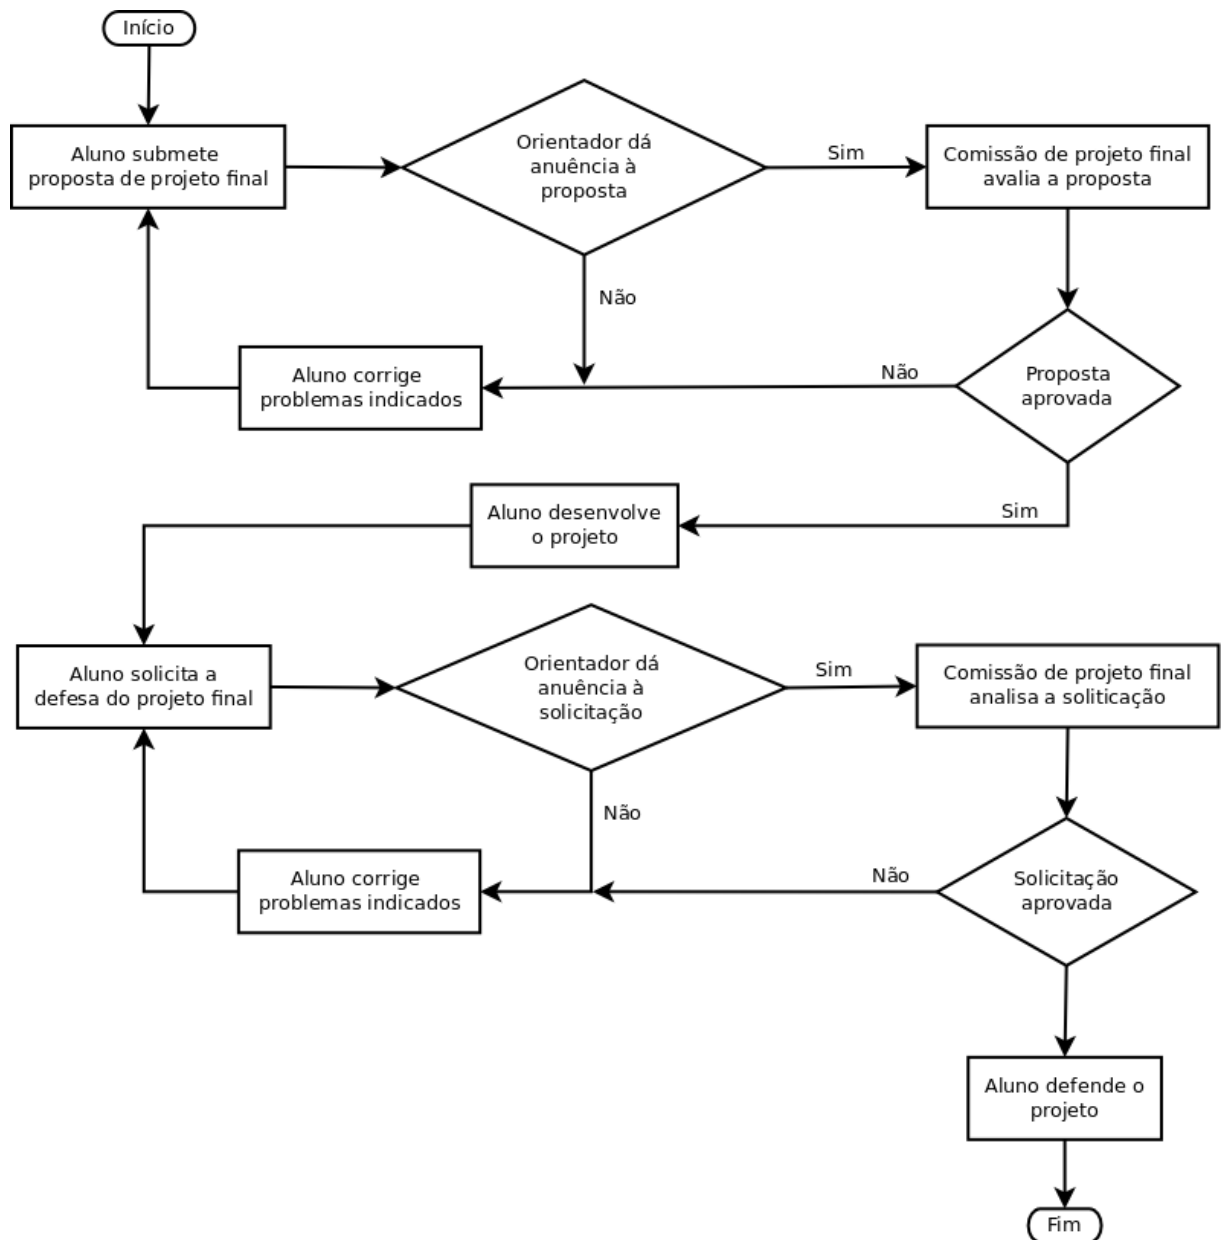 Início
Aluno submete
proposta de projeto final
Orientador dá
anuência à
proposta
Sim
Comissão de projeto final
avalia a proposta
Não
Aluno corrige
problemas indicados
Não
Proposta
aprovada
Aluno desenvolve
o projeto
Sim
Aluno solicita a
defesa do projeto final
Orientador dá
anuência à
solicitação
Sim
Comissão de projeto final
analisa a soliticação
Não
Aluno corrige
problemas indicados
Não
Solicitação
aprovada
Aluno defende o
projeto
Fim